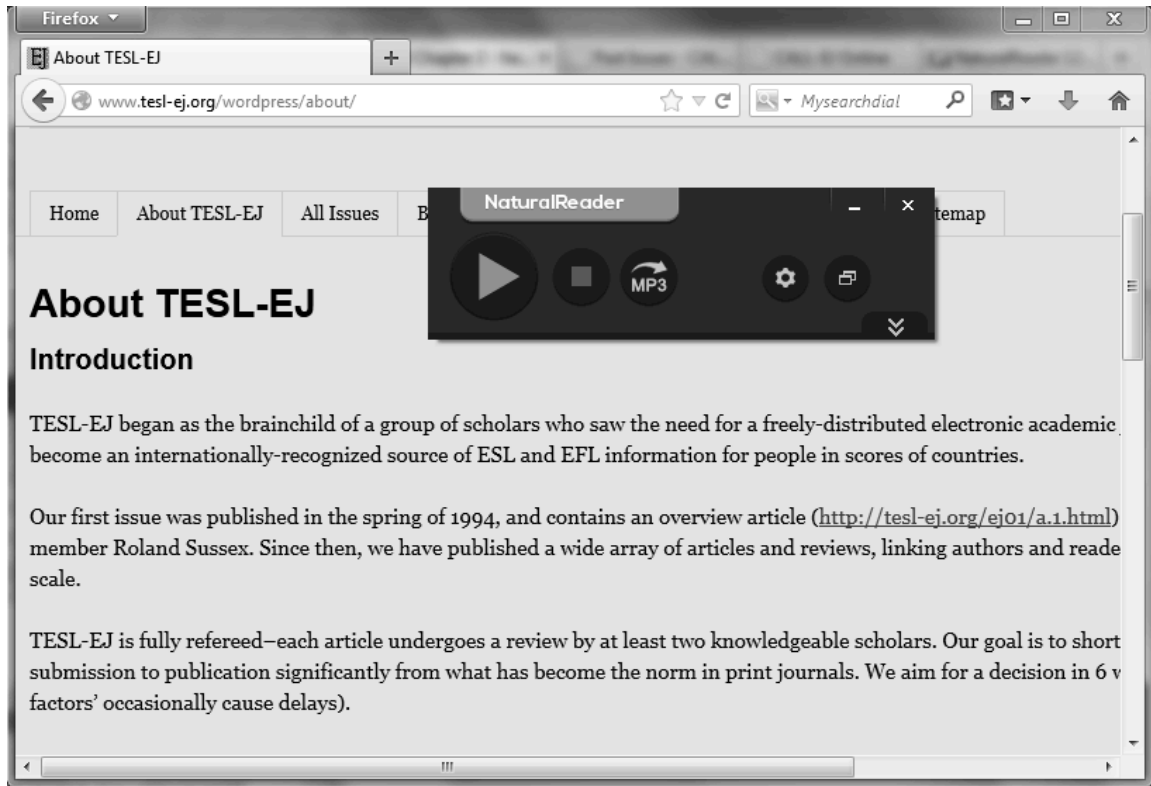 Firefox
EJ About TESL-EJ +
www.tesl-ej.org/wordpress/about/ Mysearchdial
Home About TESL-EJ All Issues B temap
NaturalReader
MP3
About TESL-EJ
Introduction
TESL-EJ began as the brainchild of a group of scholars who saw the need for a freely-distributed electronic academic
become an internationally-recognized source of ESL and EFL information for people in scores of countries.
Our first issue was published in the spring of 1994, and contains an overview article (http://tesl-ej.org/ej01/a.1.html)
member Roland Sussex. Since then, we have published a wide array of articles and reviews, linking authors and reade
scale.
TESL-EJ is fully refereed–each article undergoes a review by at least two knowledgeable scholars. Our goal is to short
submission to publication significantly from what has become the norm in print journals. We aim for a decision in 6
factors’ occasionally cause delays).